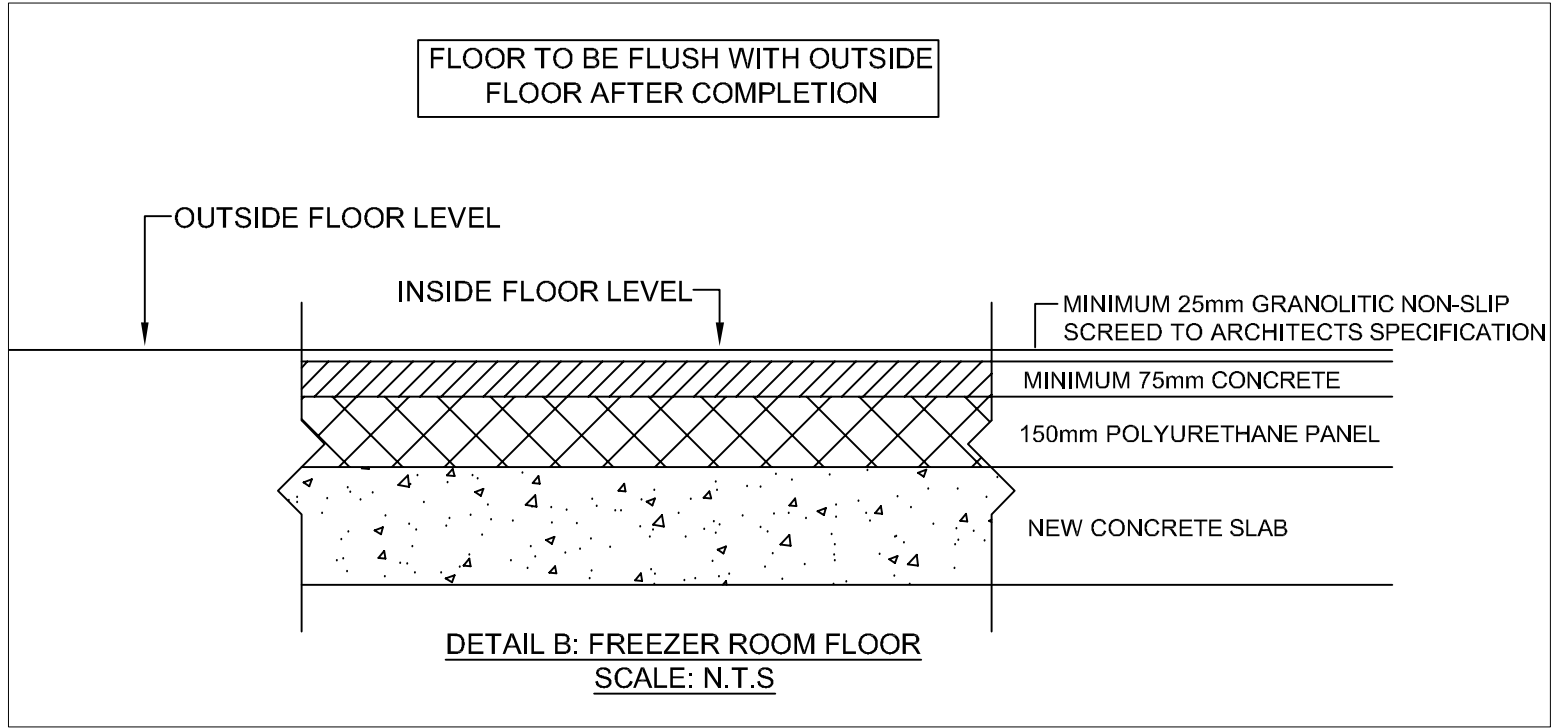 FLOOR TO BE FLUSH WITH OUTSIDE
FLOOR AFTER COMPLETION
OUTSIDE FLOOR LEVEL
INSIDE FLOOR LEVEL
MINIMUM 25mm GRANOLITIC NON-SLIP
SCREED TO ARCHITECTS SPECIFICATION
MINIMUM 75mm CONCRETE
150mm POLYURETHANE PANEL
NEW CONCRETE SLAB
DETAIL B: FREEZER ROOM FLOOR
SCALE: N.T.S